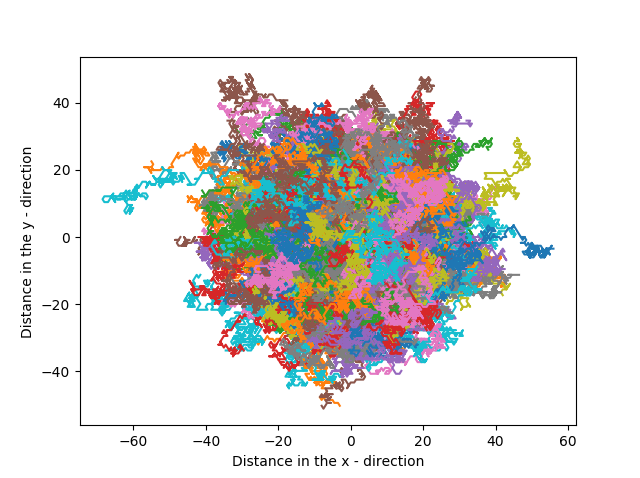 40
20
0
−20
−40
Distance in the y - direction
−60 −40 −20 0 20 40 60
Distance in the x - direction